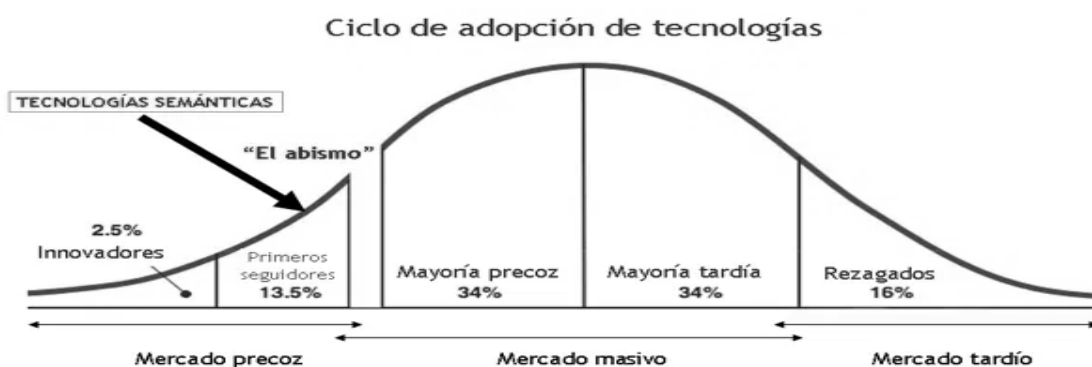 Ciclo de adopción de tecnologías
TECNOLOGÍAS SEMÁNTICAS
“El abismo”
2.5%
Innovadores
Primeros
seguidores
13.5%
Mayoría precoz
34%
Mayoría tardía
34%
Rezagados
16%
Mercado precoz
Mercado masivo
Mercado tardío